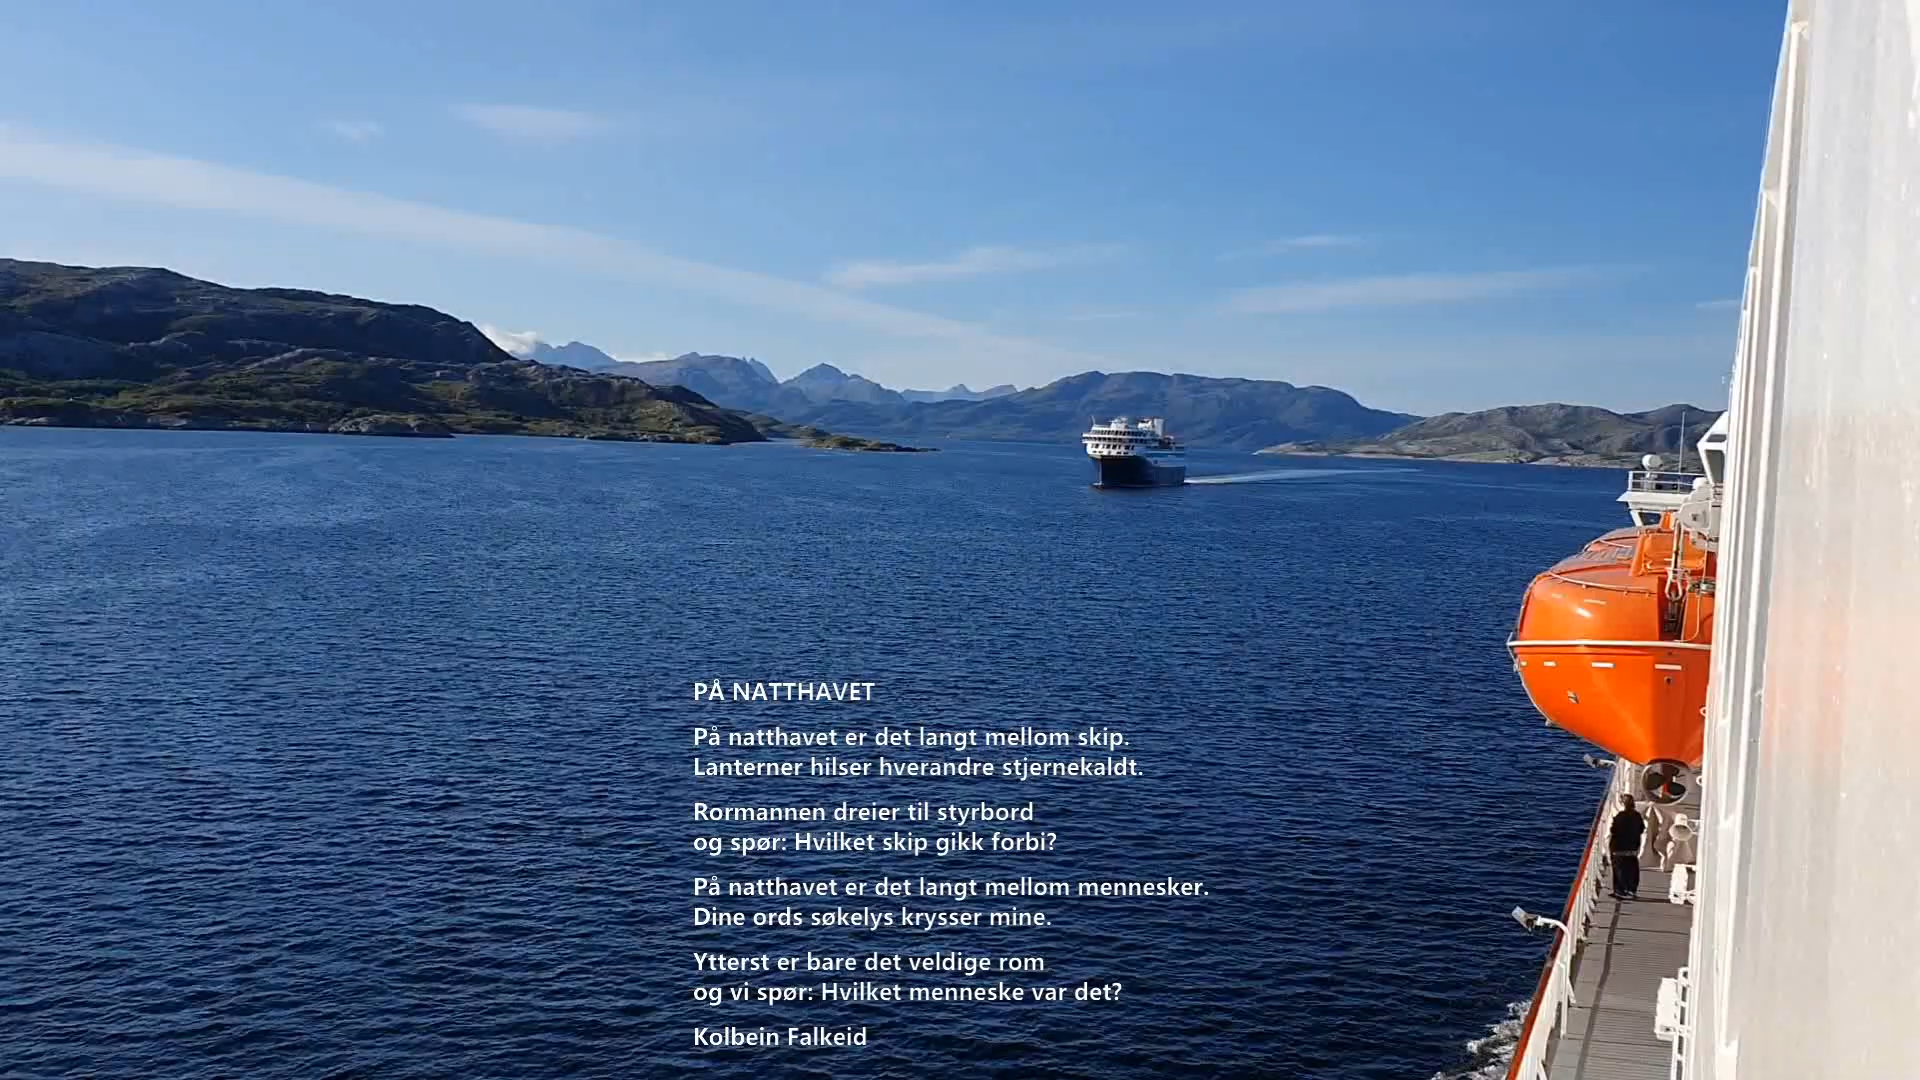 PÅ NATTHAVET
På natthavet er det langt mellom skip.
Lanterner hilser hverandre stjernekaldt.
Rormannen dreier til styrbord
og spør: Hvilket skip gikk forbi?
På natthavet er det langt mellom mennesker.
Dine ords søkelys krysser mine.
Ytterst er bare det veldige rom
og vi spør: Hvilket menneske var det?
Kolbein Falkeid